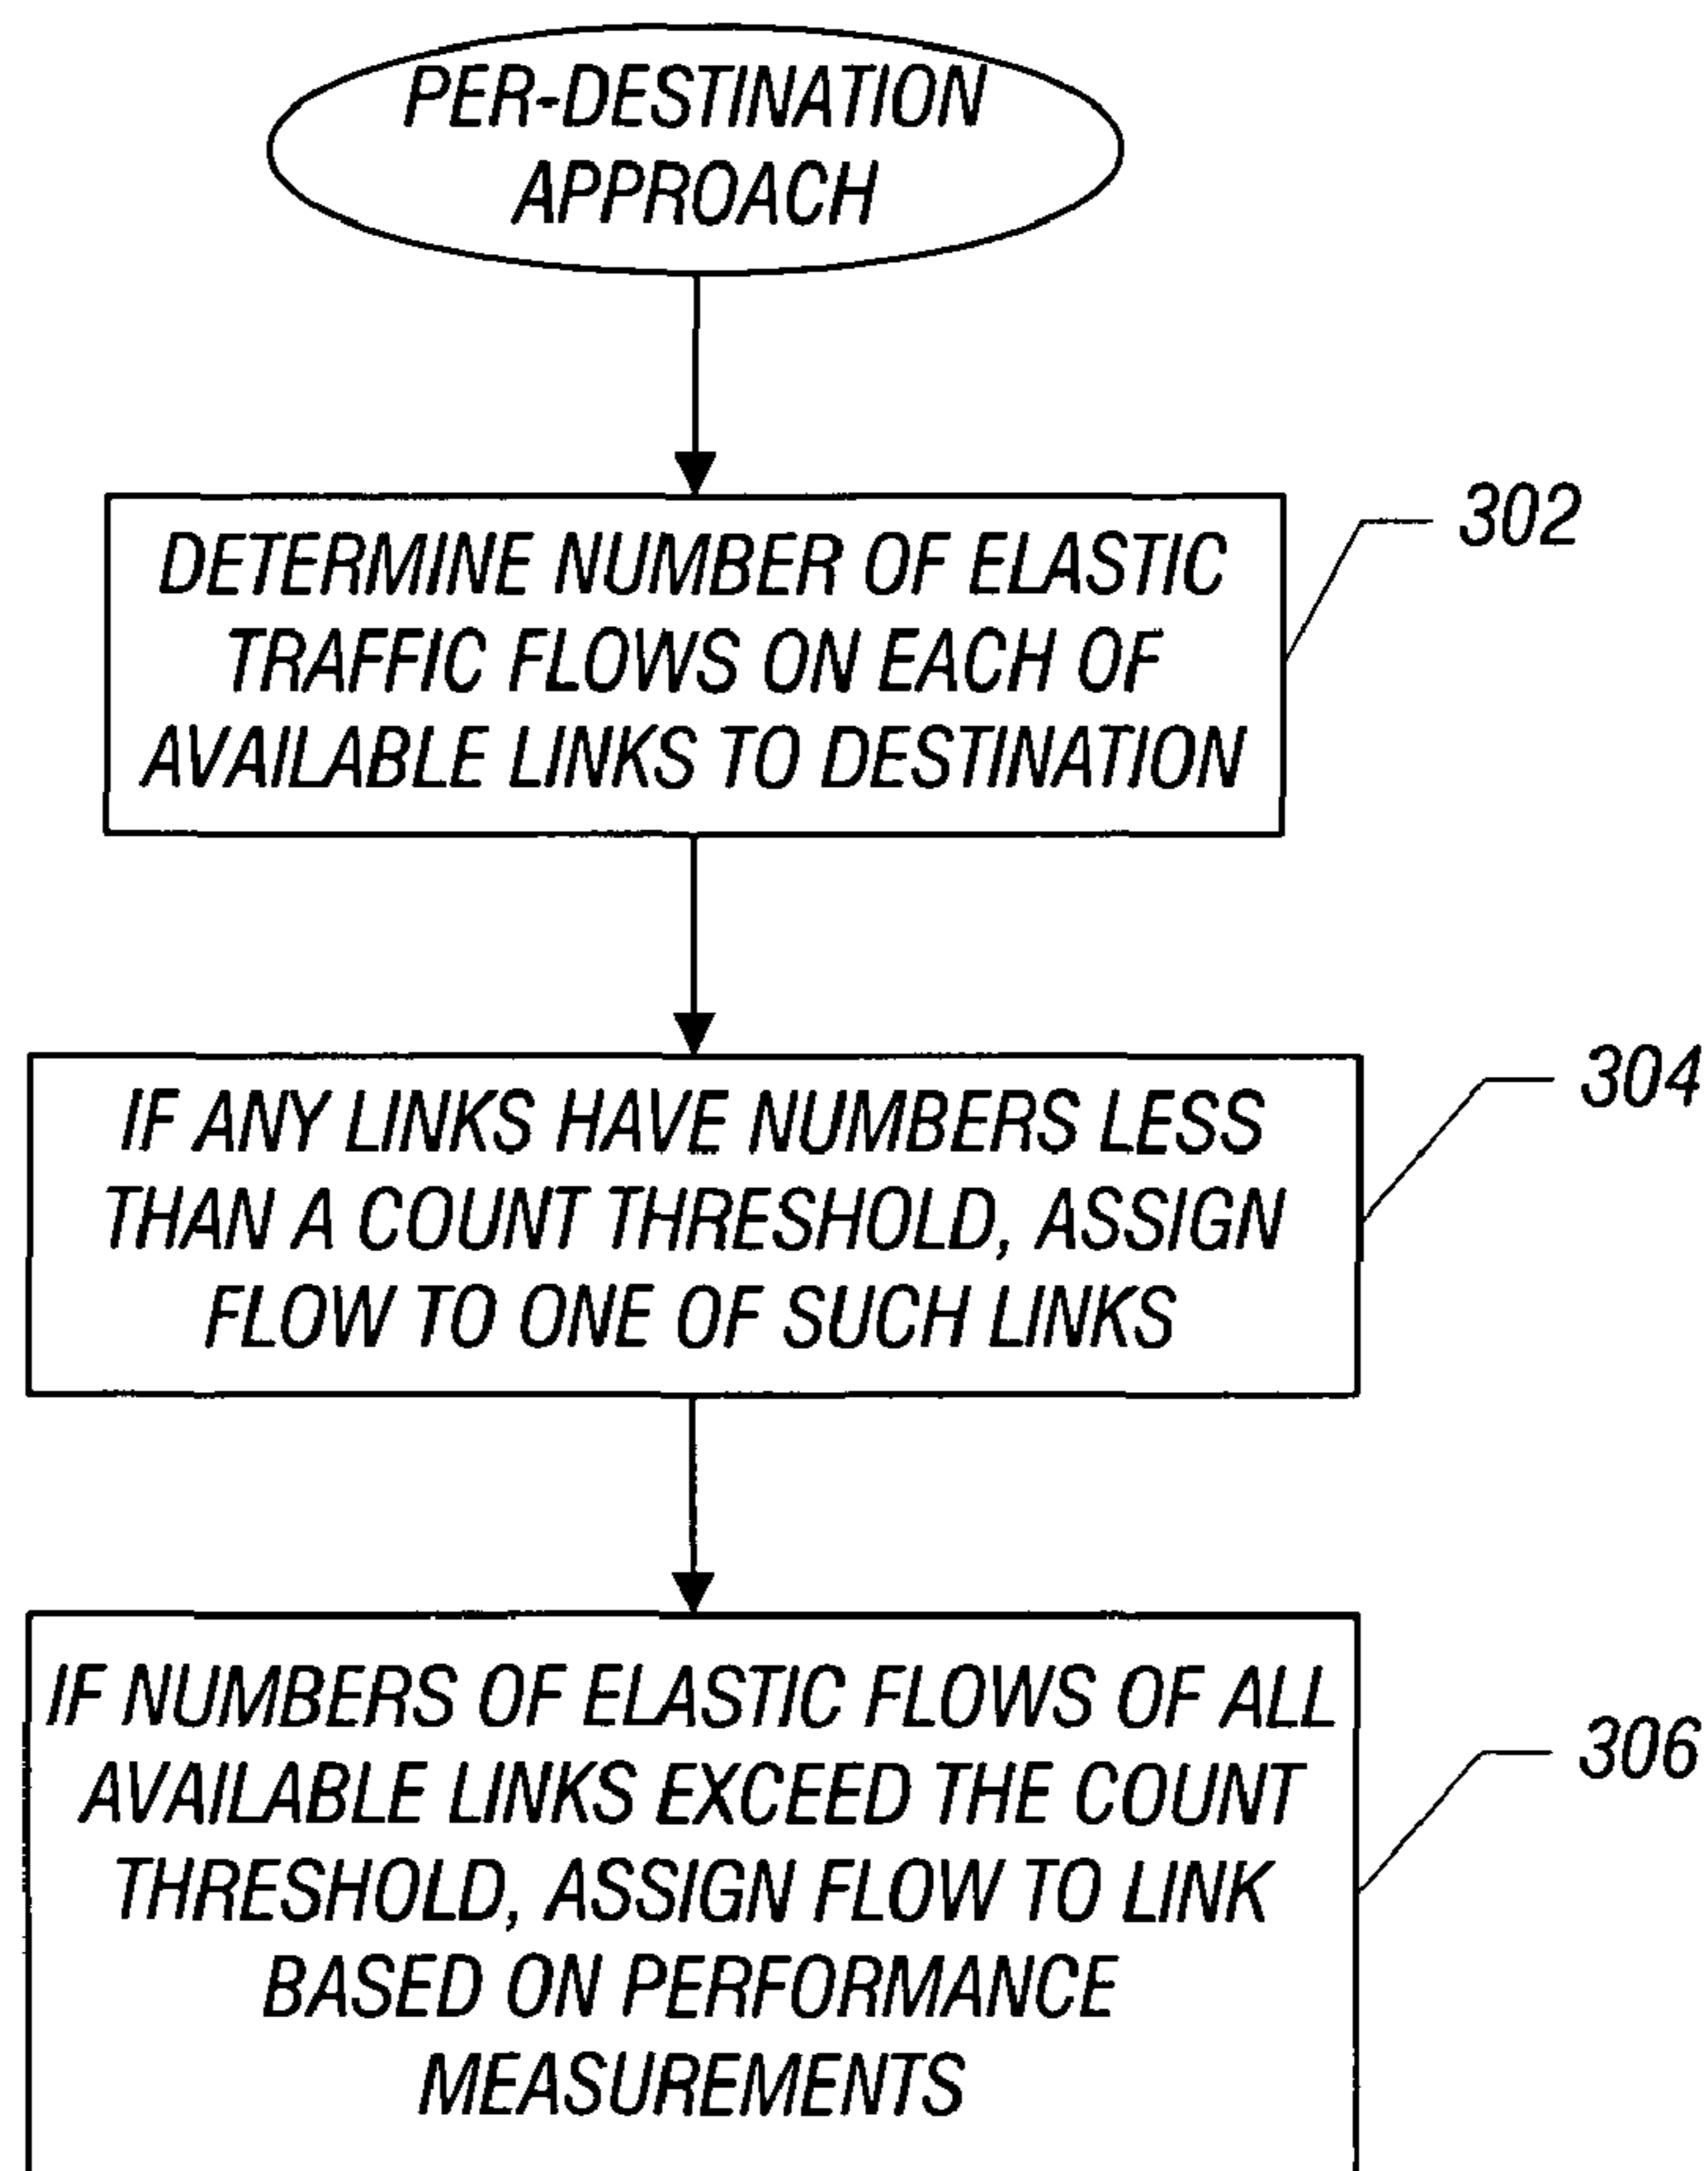 PER-DESTINATION
APPROACH
DETERMINE NUMBER OF ELASTIC
TRAFFIC FLOWS ON EACH OF
AVAILABLE LINKS TO DESTINATION
302
IF ANY LINKS HAVE NUMBERS LESS
THAN A COUNT THRESHOLD, ASSIGN
FLOW TO ONE OF SUCH LINKS
304
IF NUMBERS OF ELASTIC FLOWS OF ALL
AVAILABLE LINKS EXCEED THE COUNT
THRESHOLD, ASSIGN FLOW TO LINK
BASED ON PERFORMANCE
MEASUREMENTS
306